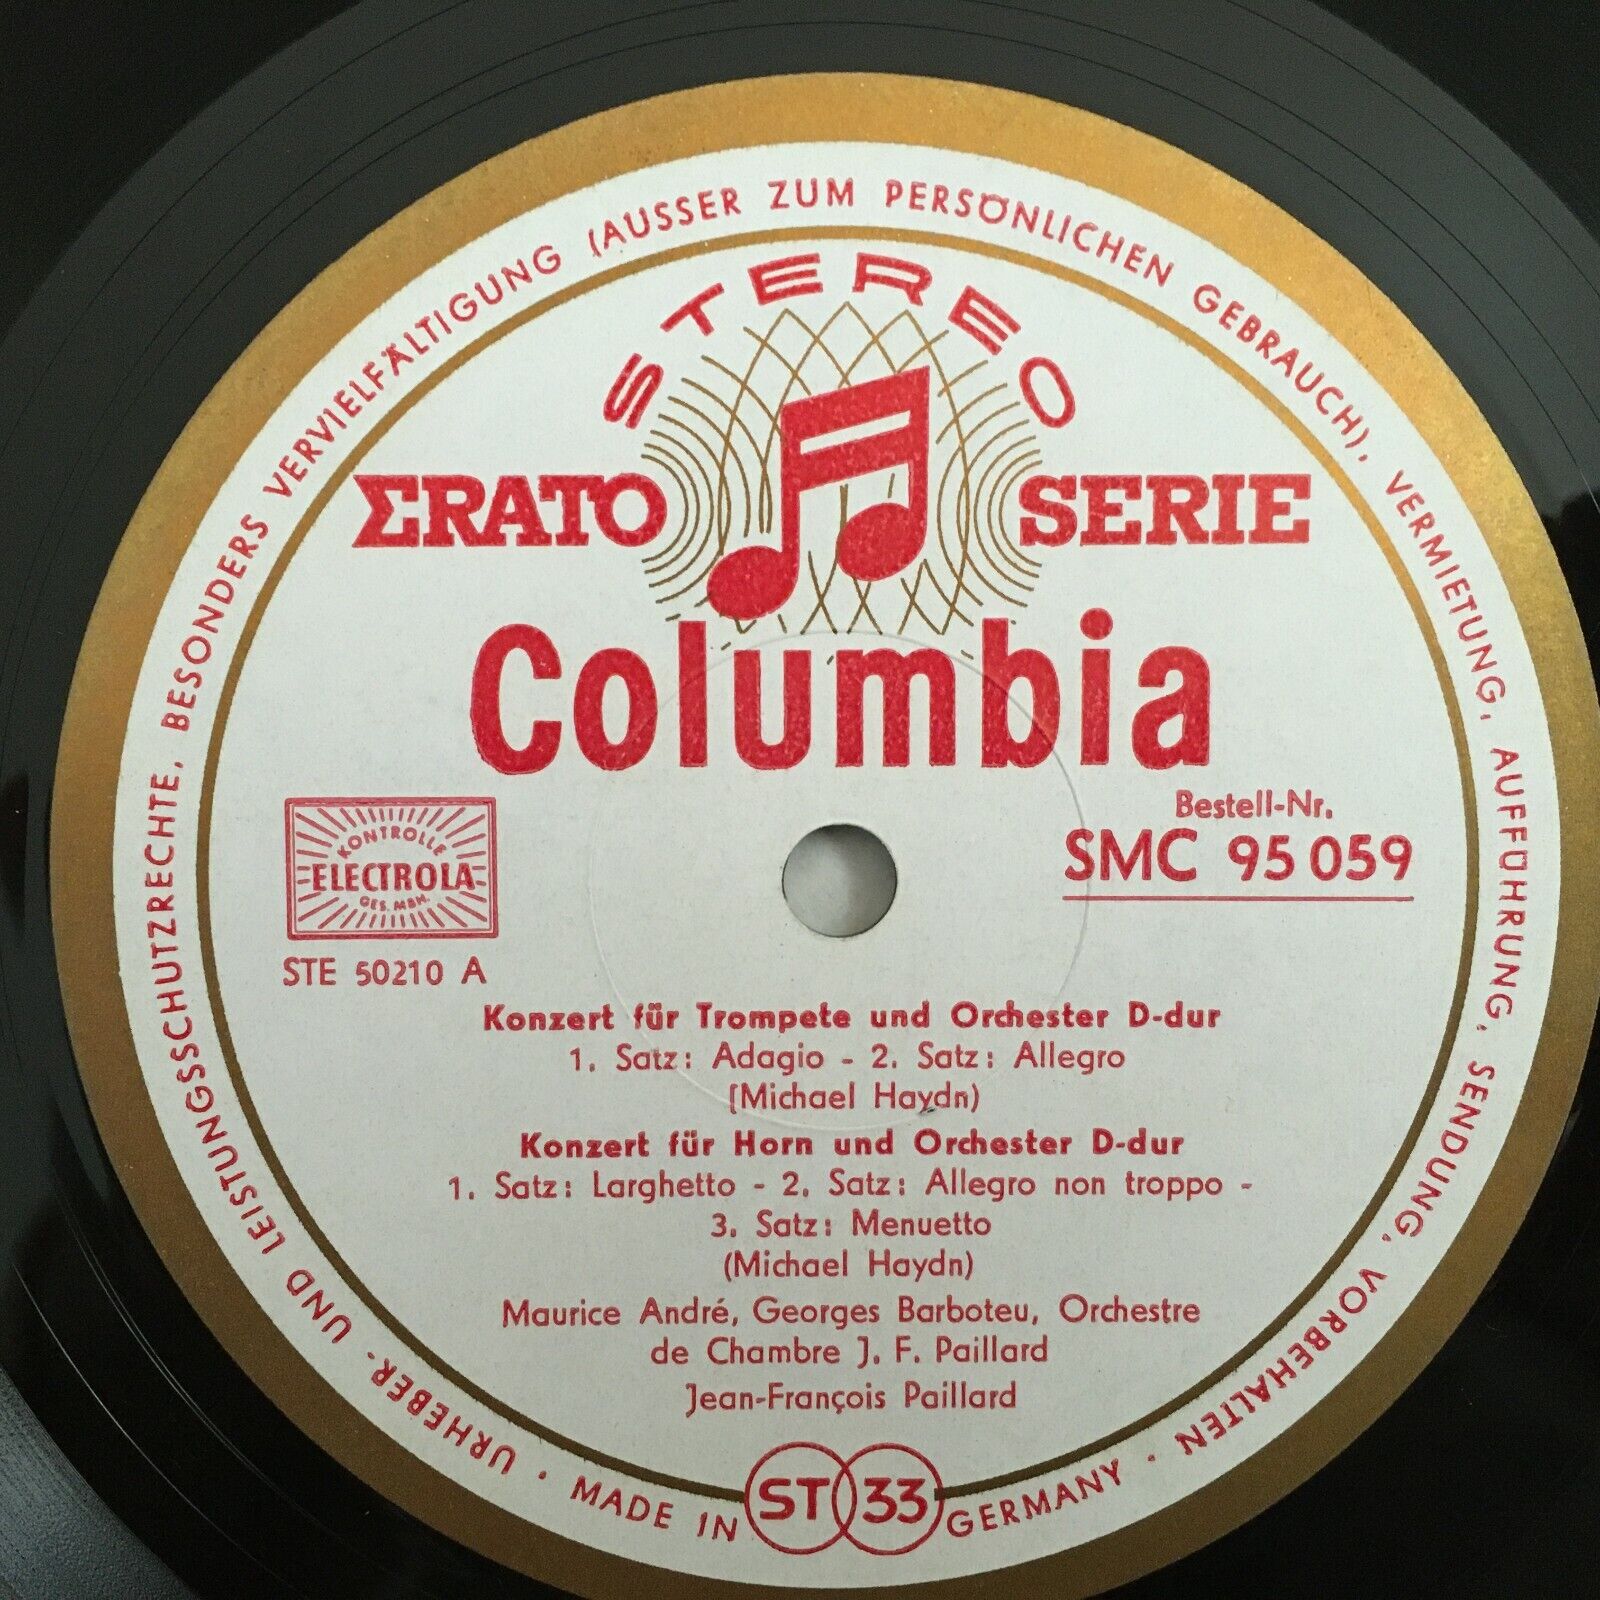 URHEBER- UND LEISTUNGSSCHUTZRECHTE, BESONDERS VERVIELFÄLTIGUNG (AUSSER ZUM PERSÖNLICHEN GEBRAUCH), VERMIETUNG, AUFFÜHRUNG, SENDUNG, VORBEHALTEN · MADE IN GERMANY ·
STEREO
ΣRATO SERIE
Columbia
Bestell-Nr.
SMC 95 059
KONTROLLE
ELECTROLA
GES. MBH.
STE 50210 A
Konzert für Trompete und Orchester D-dur
1. Satz: Adagio - 2. Satz: Allegro
(Michael Haydn)
Konzert für Horn und Orchester D-dur
1. Satz: Larghetto - 2. Satz: Allegro non troppo -
3. Satz: Menuetto
(Michael Haydn)
Maurice André, Georges Barboteu, Orchestre
de Chambre J. F. Paillard
Jean-François Paillard
ST 33